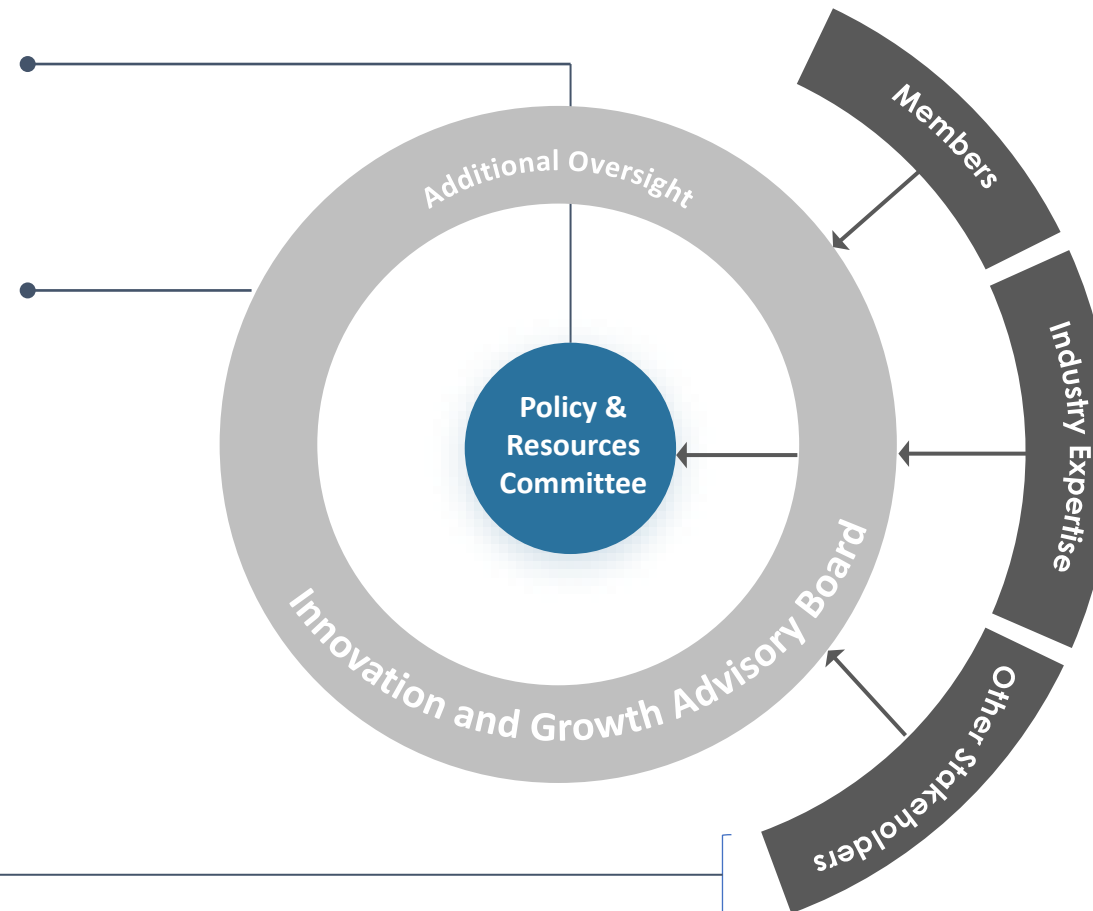 Members
Additional Oversight
Industry Expertise
Policy &
Resources
Committee
Innovation and Growth Advisory Board
Other Stakeholders